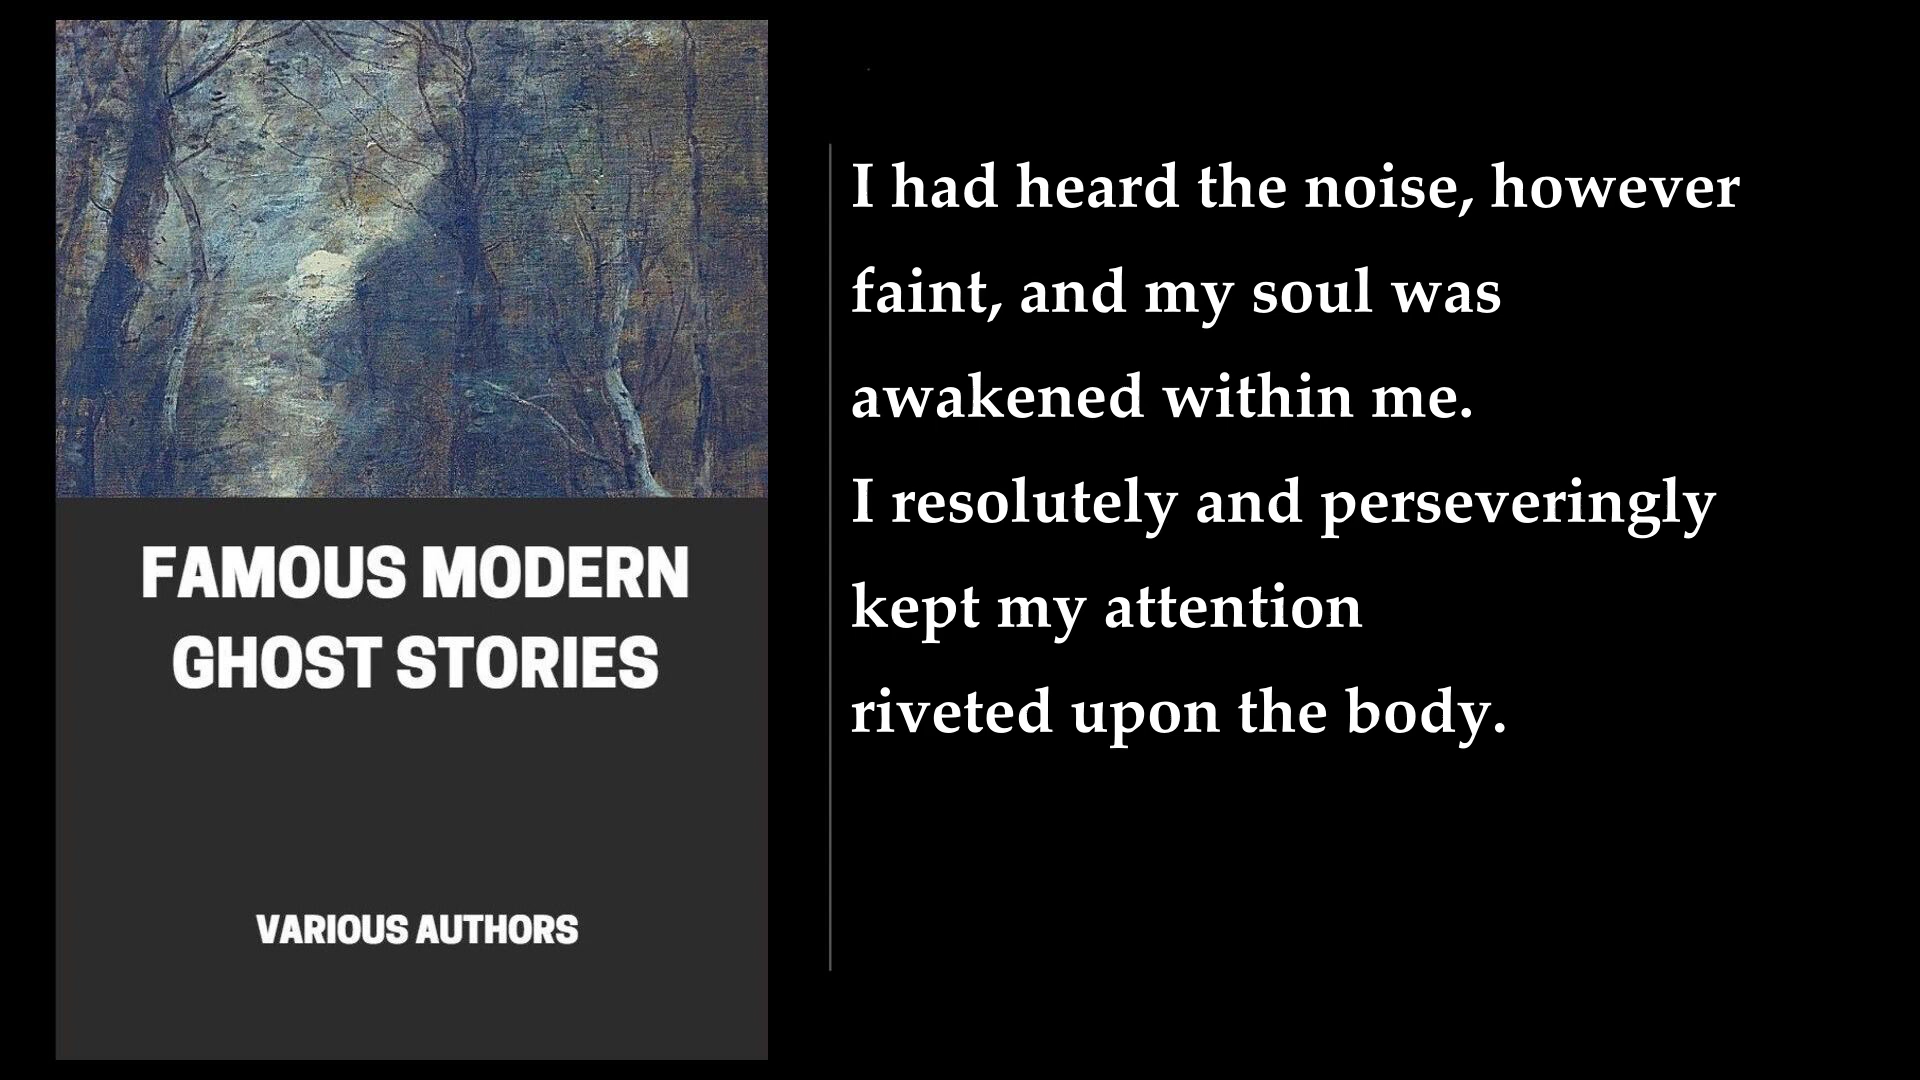 FAMOUS MODERN
GHOST STORIES
VARIOUS AUTHORS
I had heard the noise, however
faint, and my soul was
awakened within me.
I resolutely and perseveringly
kept my attention
riveted upon the body.